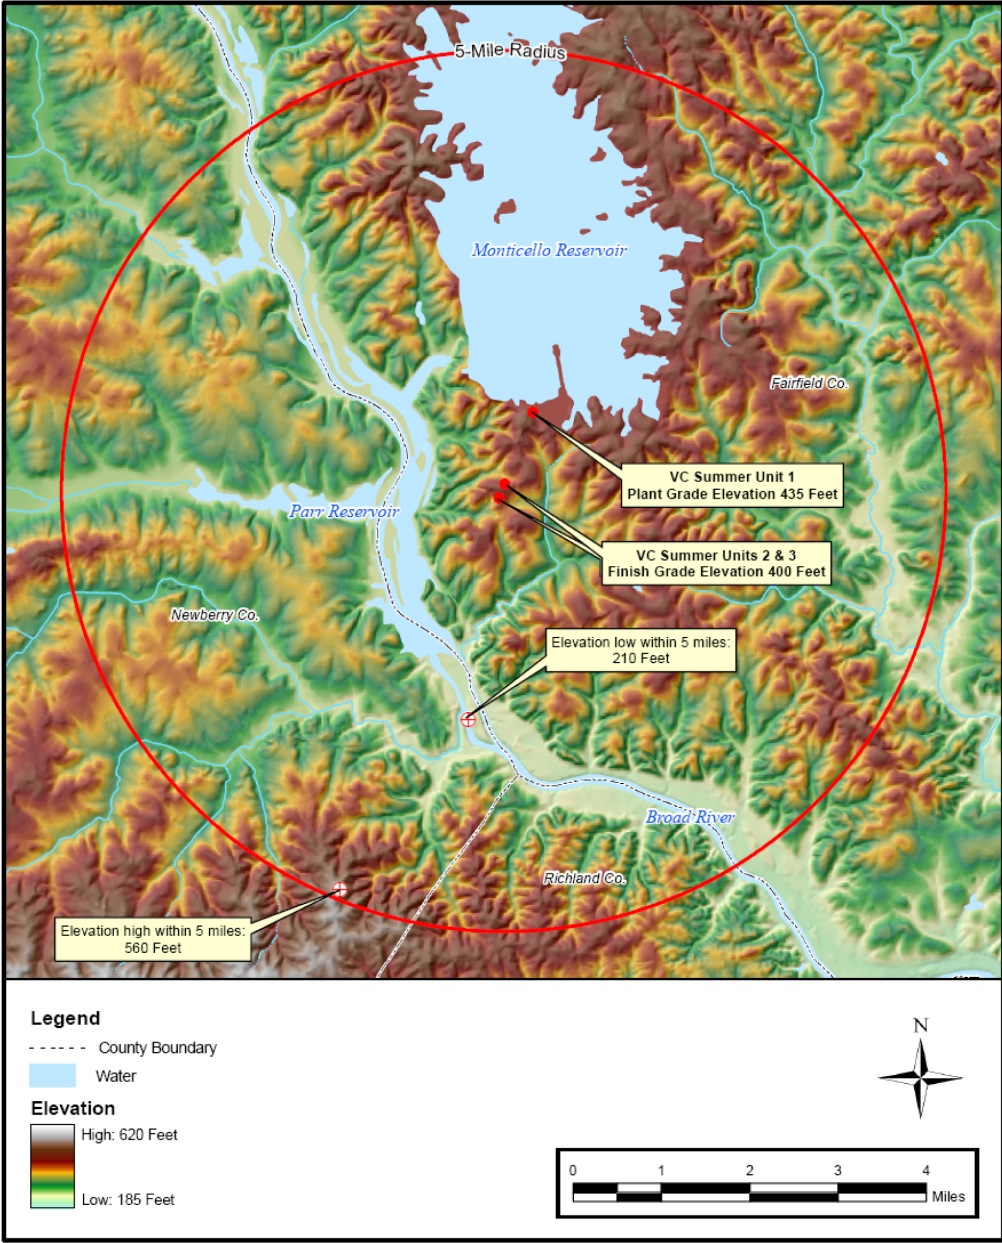 5-Mile Radius
Monticello Reservoir
Fairfield Co.
VC Summer Unit 1
Plant Grade Elevation 435 Feet
Parr Reservoir
VC Summer Units 2 & 3
Finish Grade Elevation 400 Feet
Newberry Co.
Elevation low within 5 miles:
210 Feet
Broad River
Richland Co.
Elevation high within 5 miles:
560 Feet
Legend
County Boundary
Water
Elevation
High: 620 Feet
Low: 185 Feet
N
0 1 2 3 4
Miles